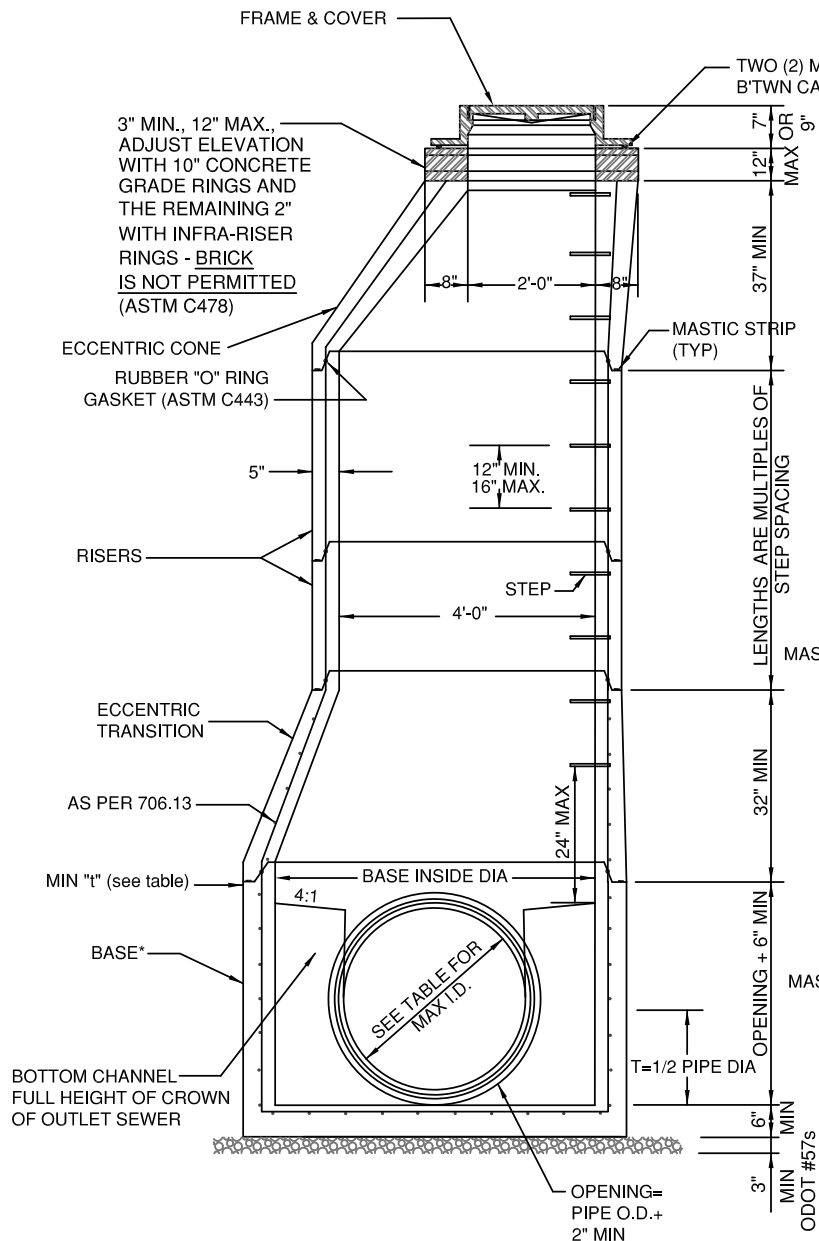 FRAME & COVER
TWO (2) M
B'TWN CA
3" MIN., 12" MAX.,
ADJUST ELEVATION
WITH 10" CONCRETE
GRADE RINGS AND
THE REMAINING 2"
WITH INFRA-RISER
RINGS - BRICK
IS NOT PERMITTED
(ASTM C478)
7" OR 9"
12" MAX
37" MIN
8"
2'-0"
8"
ECCENTRIC CONE
MASTIC STRIP
(TYP)
RUBBER "O" RING
GASKET (ASTM C443)
5"
12" MIN.
16" MAX.
LENGTHS ARE MULTIPLES OF
STEP SPACING
RISERS
STEP
4'-0"
MAS
ECCENTRIC
TRANSITION
32" MIN
AS PER 706.13
24" MAX
MIN "t" (see table)
BASE INSIDE DIA
4:1
BASE*
SEE TABLE FOR
MAX I.D.
OPENING + 6" MIN
MAS
T=1/2 PIPE DIA
BOTTOM CHANNEL
FULL HEIGHT OF CROWN
OF OUTLET SEWER
6"
MIN
3"
MIN
ODOT #57s
OPENING=
PIPE O.D.+
2" MIN